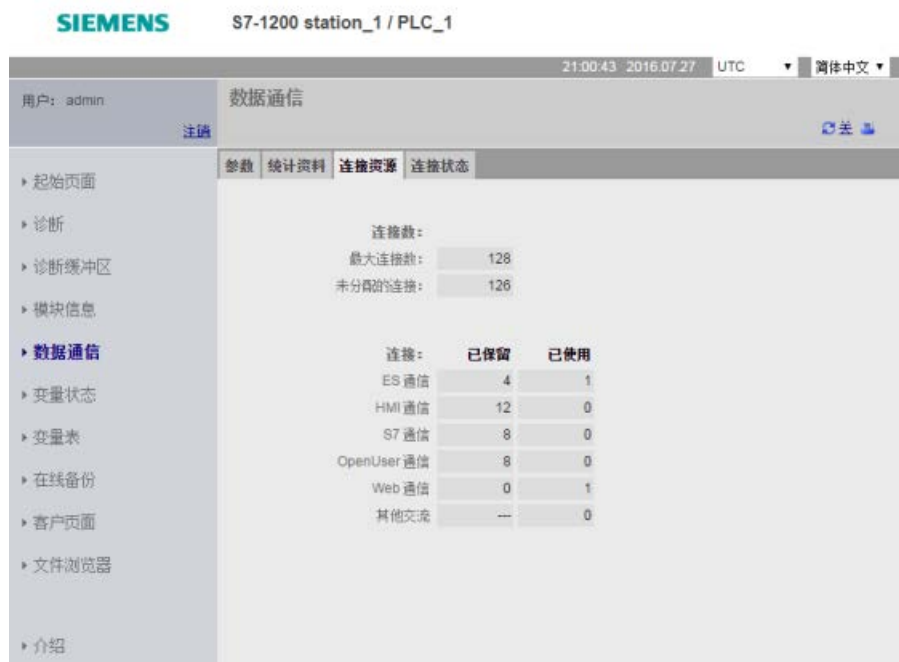 SIEMENS S7-1200 station_1 / PLC_1
21:00:43 2016.07.27 UTC 简体中文
用户: admin
注销
数据通信
关
参数 统计资料 连接资源 连接状态
起始页面
诊断
诊断缓冲区
模块信息
数据通信
变量状态
变量表
在线备份
客户页面
文件浏览器
介绍
连接数:
最大连接数: 128
未分配的连接: 126
连接: 已保留 已使用
ES 通信 4 1
HMI 通信 12 0
S7 通信 8 0
OpenUser 通信 8 0
Web 通信 0 1
其他交流 --- 0